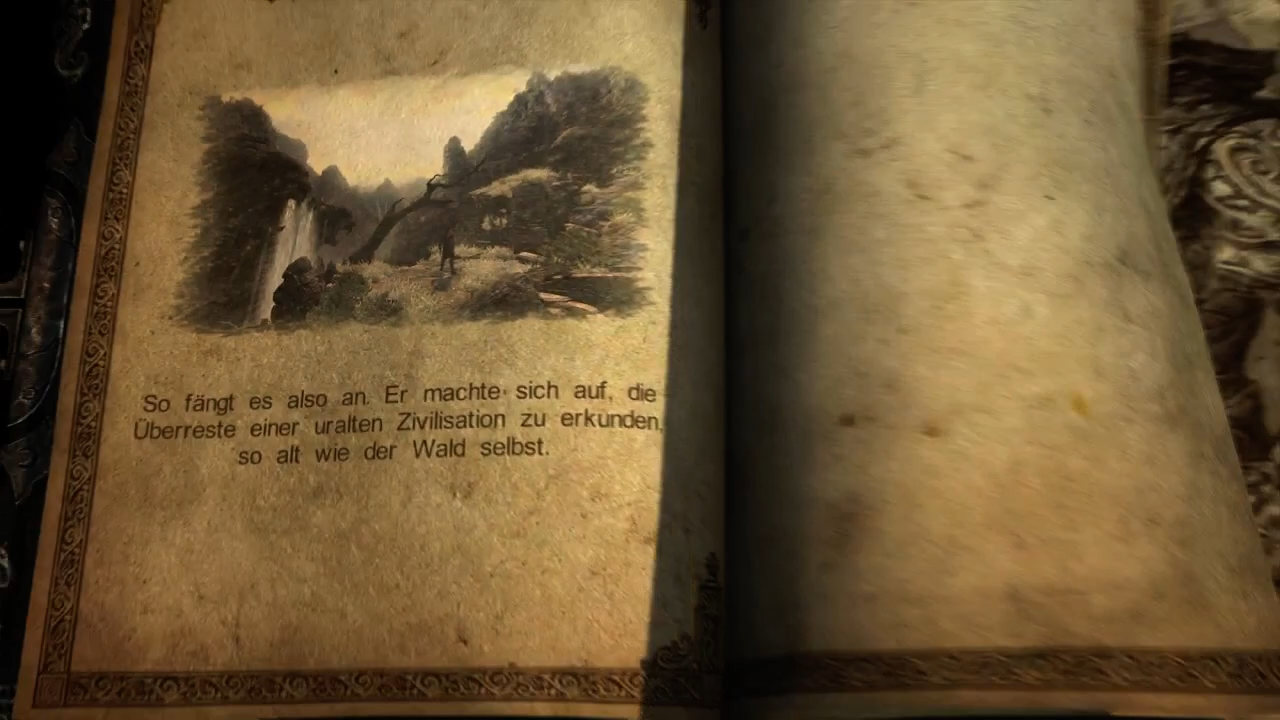 So fängt es also an. Er machte sich auf, die
Überreste einer uralten Zivilisation zu erkunden,
so alt wie der Wald selbst.